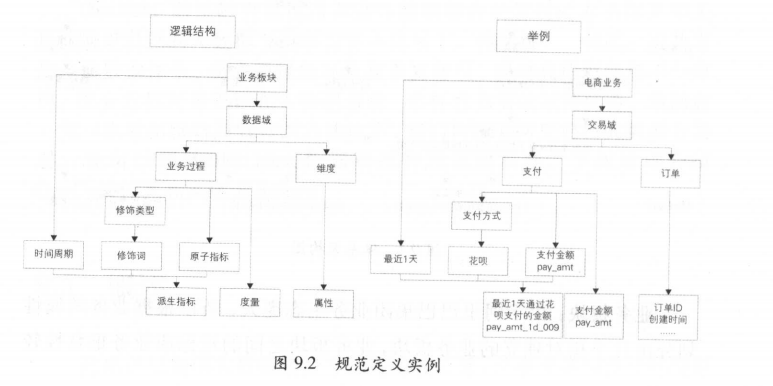 逻辑结构
举例
业务板块
数据域
业务过程
维度
修饰类型
时间周期
修饰词
原子指标
派生指标
度量
属性
电商业务
交易域
支付
订单
支付方式
最近1天
花呗
支付金额
pay_amt
最近1天通过花
呗支付的金额
pay_amt_1d_009
支付金额
pay_amt
订单ID
创建时间
......
图 9.2 规范定义实例